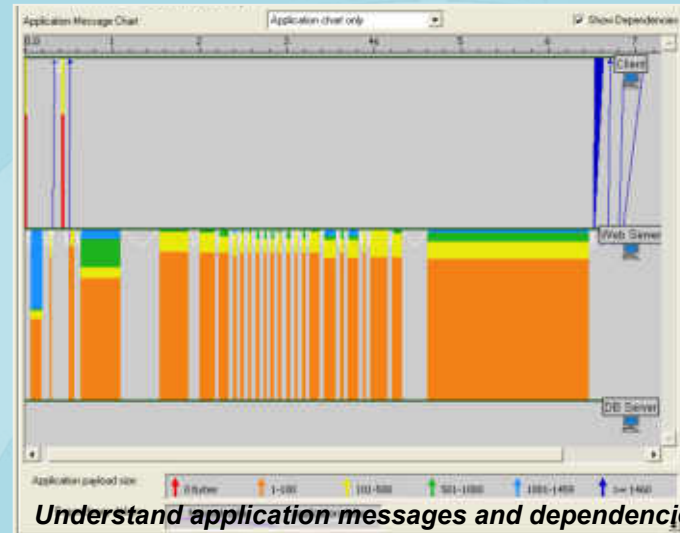 Application Message Chart
Application chart only
Show Dependencies
0.0 1 2 3 4s 5 6 7
Client
Web Server
DB Server
Application payload size:
0 bytes 1-100 101-500 501-1000 1001-1459 >= 1460
Understand application messages and dependencie